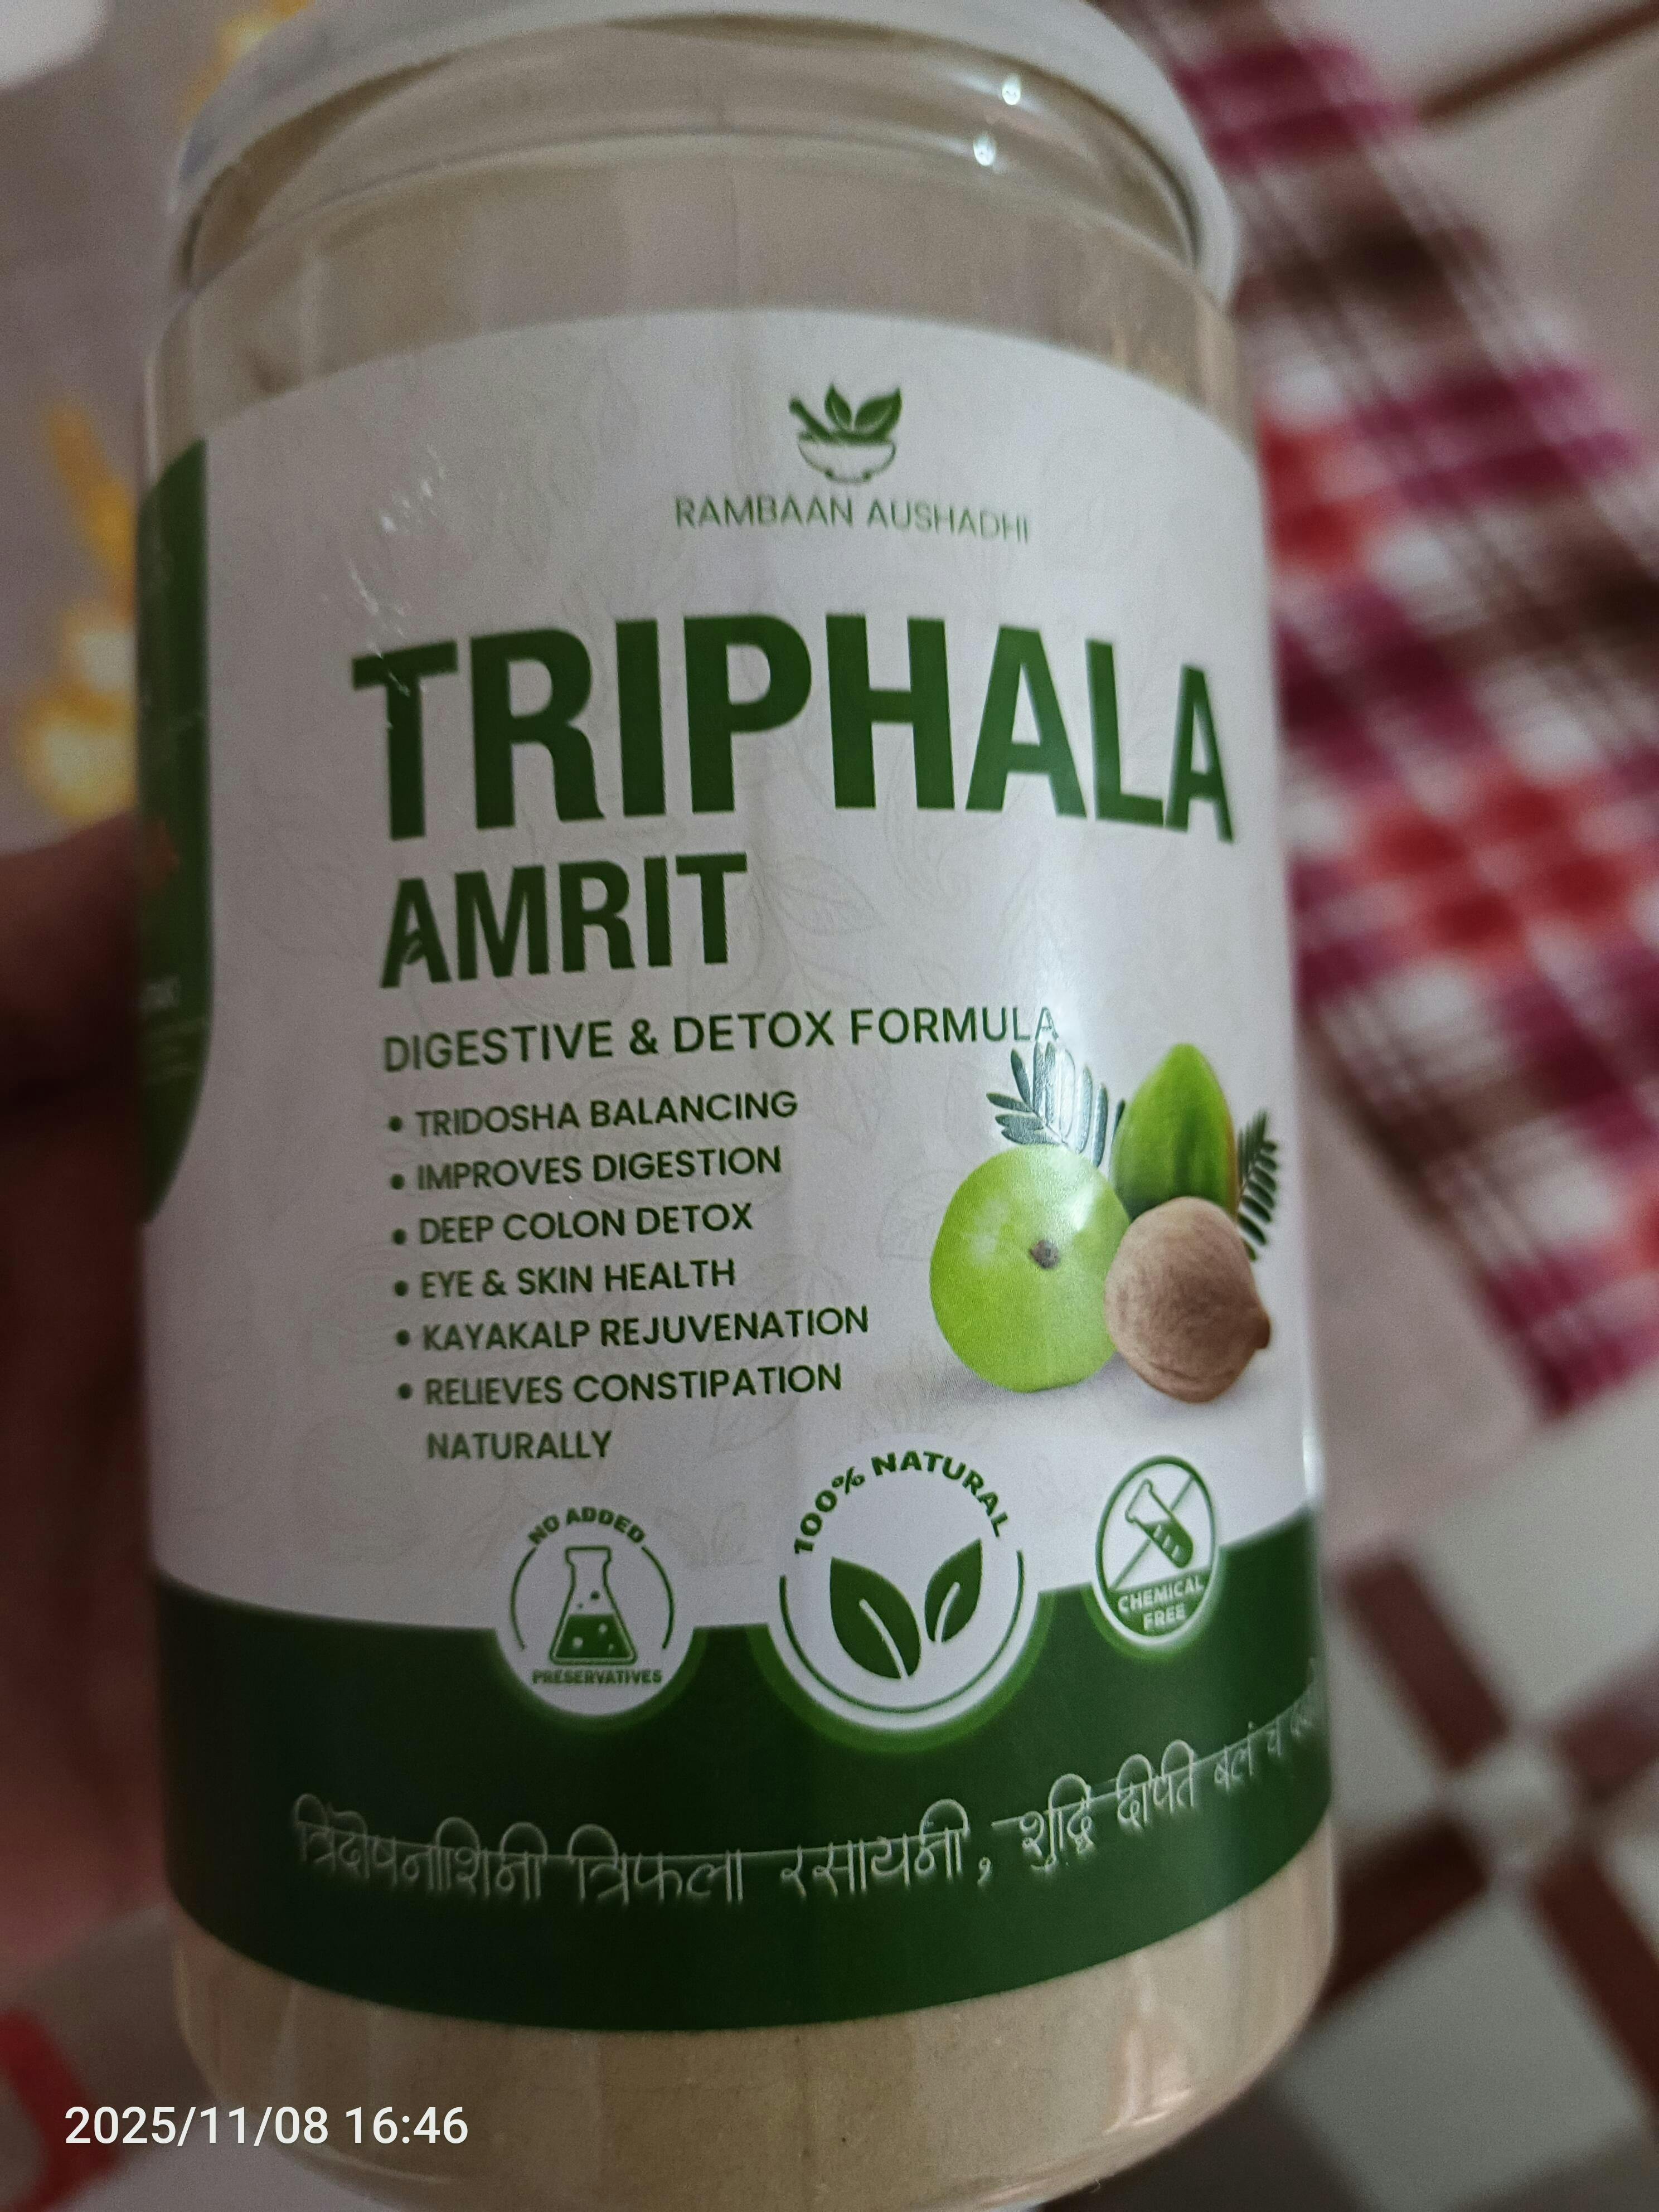 RAMBAAN AUSHADHI
TRIPHALA
AMRIT
DIGESTIVE & DETOX FORMULA
• TRIDOSHA BALANCING
• IMPROVES DIGESTION
• DEEP COLON DETOX
• EYE & SKIN HEALTH
• KAYAKALP REJUVENATION
• RELIEVES CONSTIPATION
NATURALLY
NO ADDED
PRESERVATIVES
100% NATURAL
CHEMICAL
FREE
त्रिदोषनाशिनी त्रिफला रसायनी, शुद्धि दीपति बलं च
2025/11/08 16:46